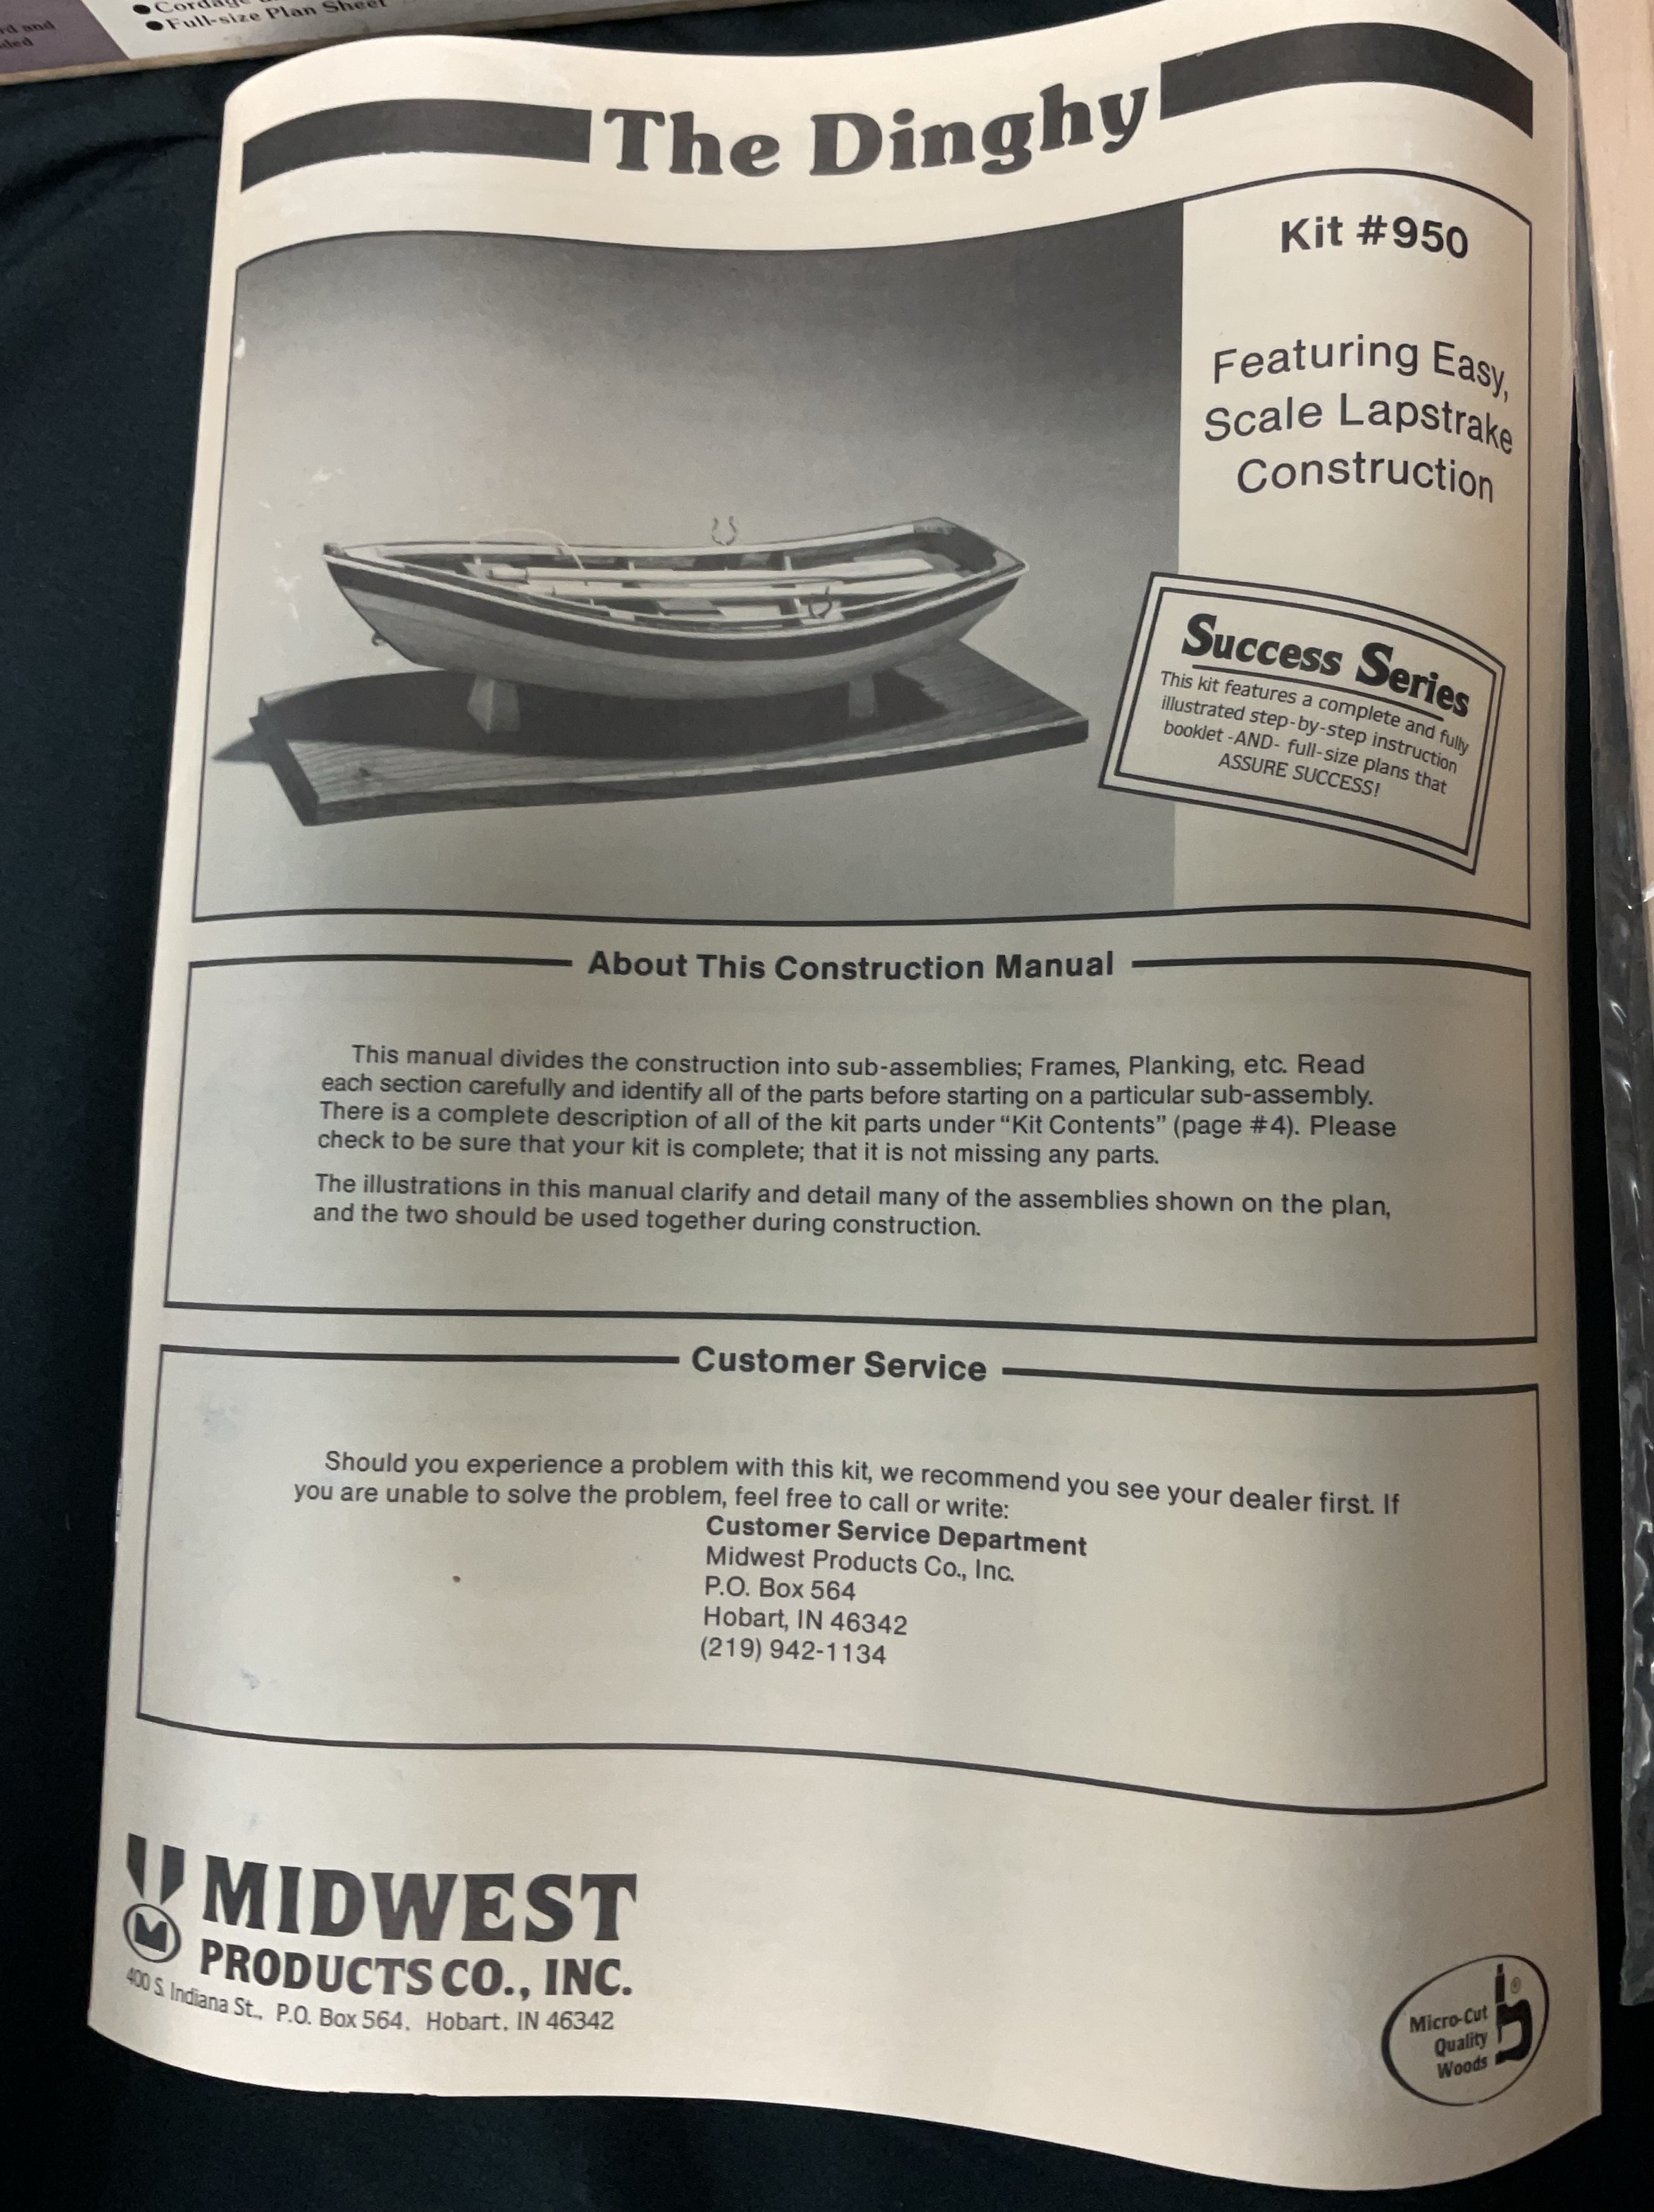 ●Cordage
●Full-size Plan Sheet
The Dinghy
Kit #950
Featuring Easy,
Scale Lapstrake
Construction
Success Series
This kit features a complete and fully
illustrated step-by-step instruction
booklet -AND- full-size plans that
ASSURE SUCCESS!
About This Construction Manual
This manual divides the construction into sub-assemblies; Frames, Planking, etc. Read
each section carefully and identify all of the parts before starting on a particular sub-assembly.
There is a complete description of all of the kit parts under “Kit Contents” (page #4). Please
check to be sure that your kit is complete; that it is not missing any parts.
The illustrations in this manual clarify and detail many of the assemblies shown on the plan,
and the two should be used together during construction.
Customer Service
Should you experience a problem with this kit, we recommend you see your dealer first. If
you are unable to solve the problem, feel free to call or write:
Customer Service Department
Midwest Products Co., Inc.
P.O. Box 564
Hobart, IN 46342
(219) 942-1134
M
MIDWEST
PRODUCTS CO., INC.
400 S. Indiana St., P.O. Box 564, Hobart, IN 46342
®
Micro-Cut
Quality
Woods